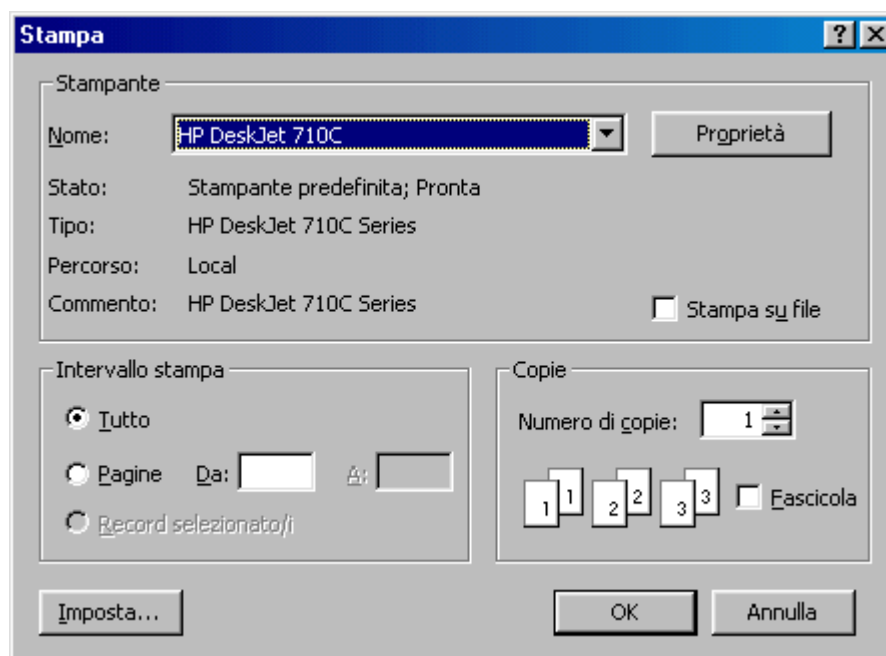 Stampa
Stampante
Nome: HP DeskJet 710C Proprietà
Stato: Stampante predefinita; Pronta
Tipo: HP DeskJet 710C Series
Percorso: Local
Commento: HP DeskJet 710C Series
Stampa su file
Intervallo stampa
Tutto
Pagine Da: A:
Record selezionato/i
Copie
Numero di copie: 1
1 1 2 2 3 3 Fascicola
Imposta... OK Annulla